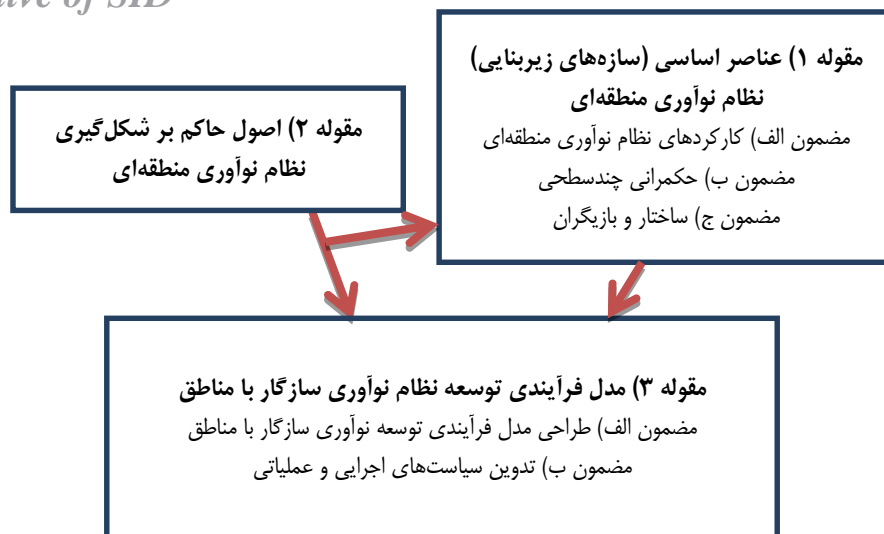 ive of SID
مقوله ۱) عناصر اساسی (سازه‌های زیربنایی)
نظام نوآوری منطقه‌ای
مضمون الف) کارکردهای نظام نوآوری منطقه‌ای
مضمون ب) حکمرانی چندسطحی
مضمون ج) ساختار و بازیگران
مقوله ۲) اصول حاکم بر شکل‌گیری
نظام نوآوری منطقه‌ای
مقوله ۳) مدل فرآیندی توسعه نظام نوآوری سازگار با مناطق
مضمون الف) طراحی مدل فرآیندی توسعه نوآوری سازگار با مناطق
مضمون ب) تدوین سیاست‌های اجرایی و عملیاتی